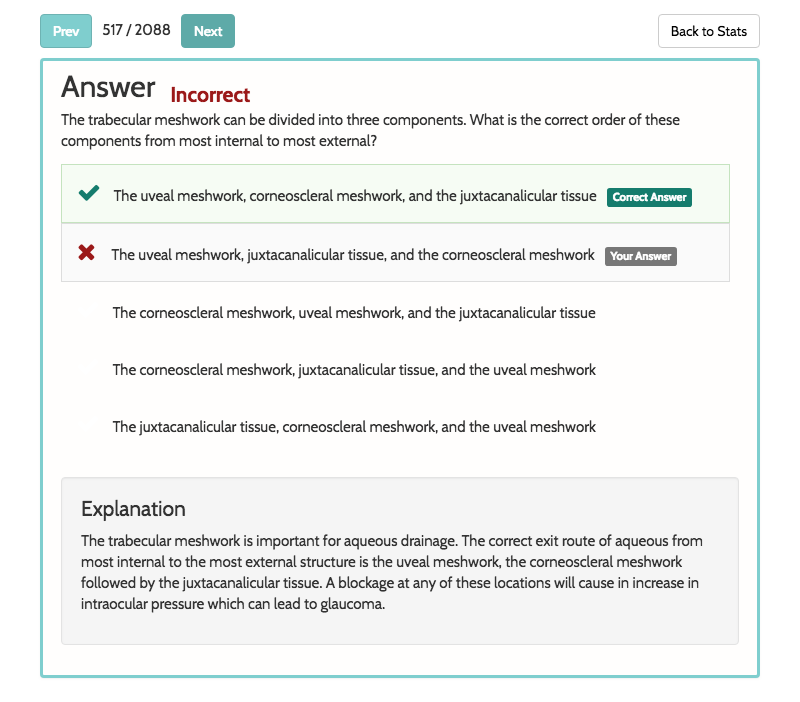 Prev 517 / 2088 Next Back to Stats
Answer Incorrect
The trabecular meshwork can be divided into three components. What is the correct order of these
components from most internal to most external?
The uveal meshwork, corneoscleral meshwork, and the juxtacanalicular tissue Correct Answer
The uveal meshwork, juxtacanalicular tissue, and the corneoscleral meshwork Your Answer
The corneoscleral meshwork, uveal meshwork, and the juxtacanalicular tissue
The corneoscleral meshwork, juxtacanalicular tissue, and the uveal meshwork
The juxtacanalicular tissue, corneoscleral meshwork, and the uveal meshwork
Explanation
The trabecular meshwork is important for aqueous drainage. The correct exit route of aqueous from
most internal to the most external structure is the uveal meshwork, the corneoscleral meshwork
followed by the juxtacanalicular tissue. A blockage at any of these locations will cause in increase in
intraocular pressure which can lead to glaucoma.